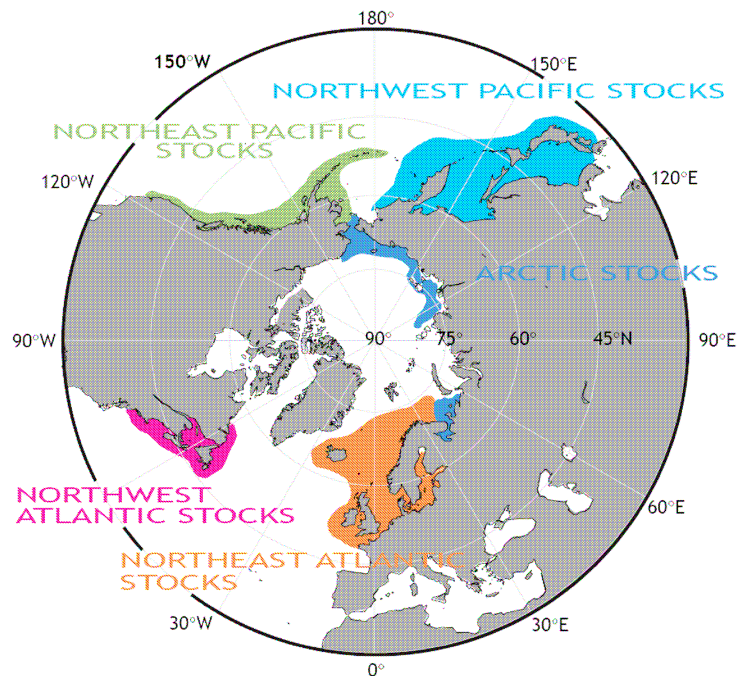 180°
150°W
150°E
NORTHWEST PACIFIC STOCKS
NORTHEAST PACIFIC
STOCKS
120°W
120°E
ARCTIC STOCKS
90°W
90°
75°
60°
45°N
90°E
NORTHWEST
ATLANTIC STOCKS
60°E
NORTHEAST ATLANTIC
STOCKS
30°W
30°E
0°